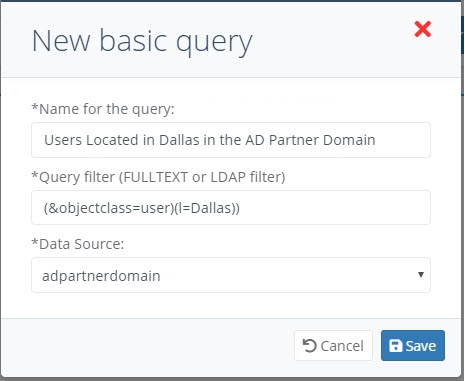 New basic query
*Name for the query:
Users Located in Dallas in the AD Partner Domain
*Query filter (FULLTEXT or LDAP filter)
(&objectclass=user)(l=Dallas))
*Data Source:
adpartnerdomain
Cancel Save